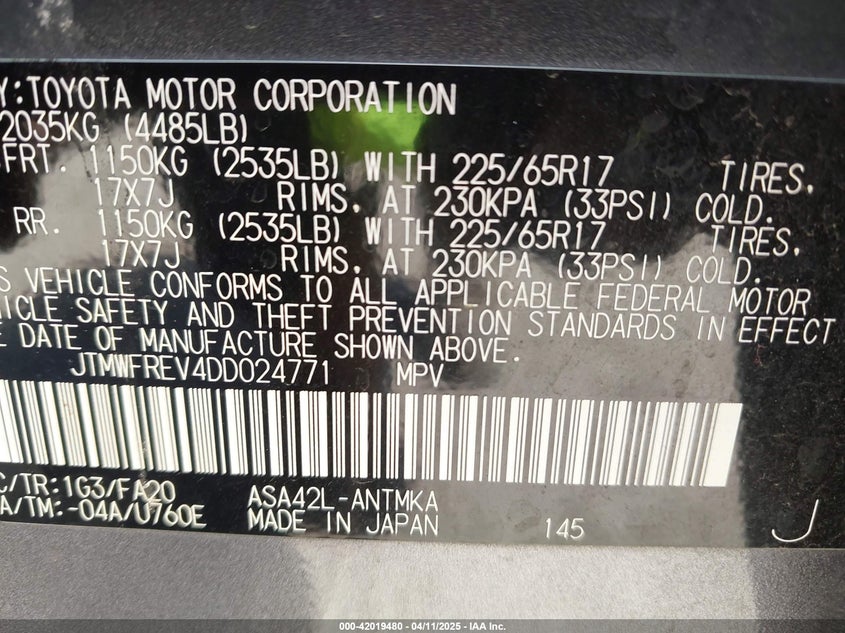 Y:TOYOTA MOTOR CORPORATION
2035KG (4485LB)
FRT. 1150KG (2535LB) WITH 225/65R17 TIRES.
17X7J RIMS. AT 230KPA (33PSI) COLD.
RR. 1150KG (2535LB) WITH 225/65R17 TIRES.
17X7J RIMS. AT 230KPA (33PSI) COLD.
S VEHICLE CONFORMS TO ALL APPLICABLE FEDERAL MOTOR
HICLE SAFETY AND THEFT PREVENTION STANDARDS IN EFFECT
E DATE OF MANUFACTURE SHOWN ABOVE.
JTMWFREV4DD024771 MPV
C/TR:1G3/FA20 ASA42L-ANTMKA
A/TM:-04A/U760E MADE IN JAPAN 145 J
000-42019480 - 04/11/2025 - IAA Inc.